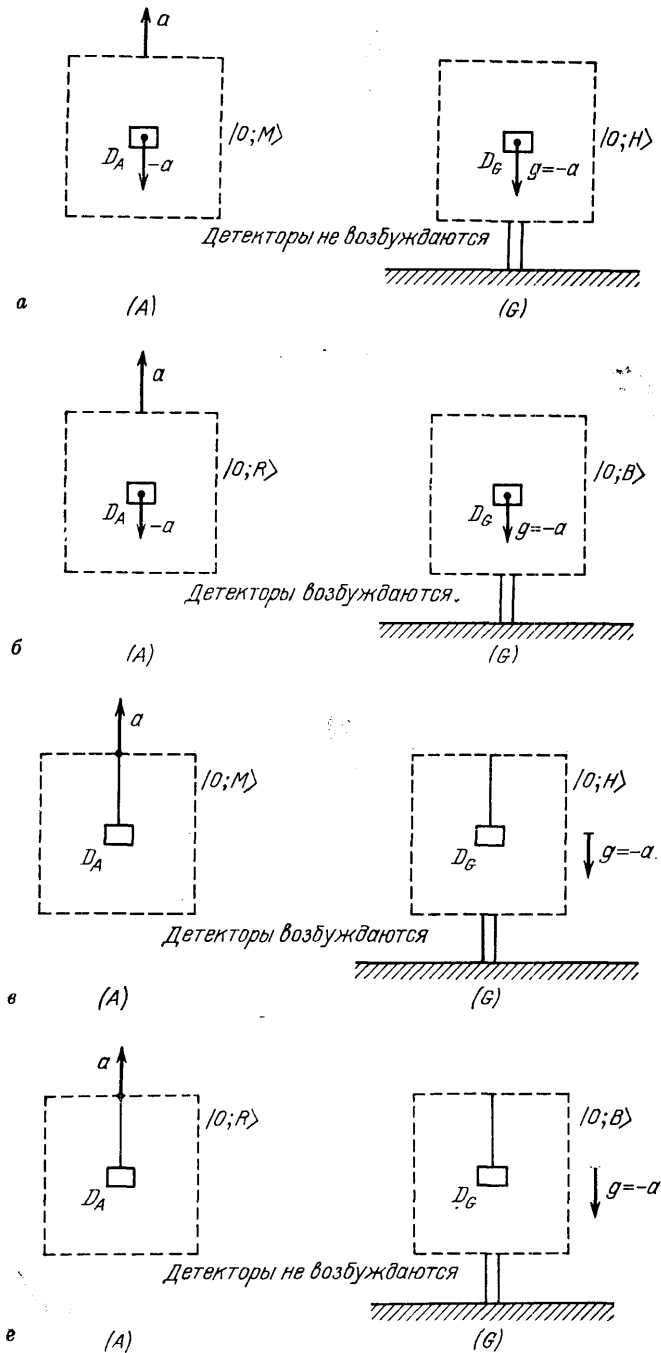 a
|0;M⟩
D_A
-a
|0;H⟩
D_G
g=-a
Детекторы не возбуждаются
а
(A)
(G)
a
|0;R⟩
D_A
-a
|0;B⟩
D_G
g=-a
Детекторы возбуждаются.
б
(A)
(G)
a
|0;M⟩
D_A
|0;H⟩
D_G
g=-a.
Детекторы возбуждаются
в
(A)
(G)
a
|0;R⟩
D_A
|0;B⟩
D_G
g=-a
Детекторы не возбуждаются
г
(A)
(G)